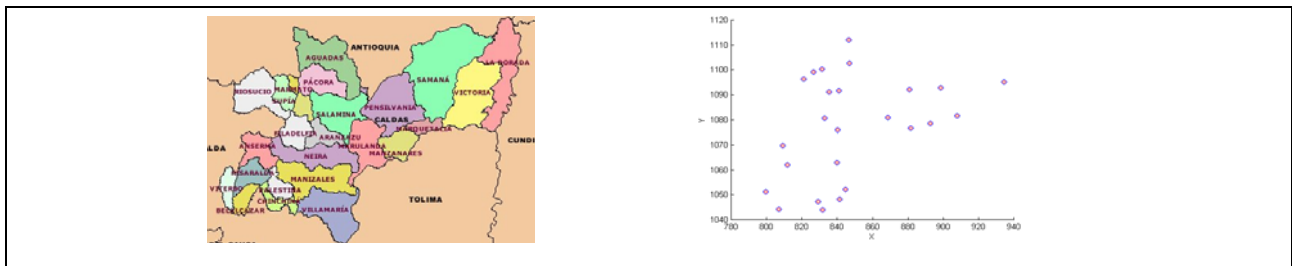 ANTIOQUIA
AGUADAS
LA DORADA
PÁCORA
SAMANÁ
RIOSUCIO
MARMATO
SUPÍA
VICTORIA
PENSILVANIA
SALAMINA
CALDAS
MARQUETALIA
FILADELFIA
ARANZAZU
MARULANDA
CUNDI
ANSERMA
MANZANARES
ALDA
NEIRA
RISARALDA
MANIZALES
VITERBO
PALESTINA
CHINCHINÁ
TOLIMA
BELALCÁZAR
VILLAMARÍA
1120
1110
1100
1090
1080
Y
1070
1060
1050
1040
780 800 820 840 860 880 900 920 940
X